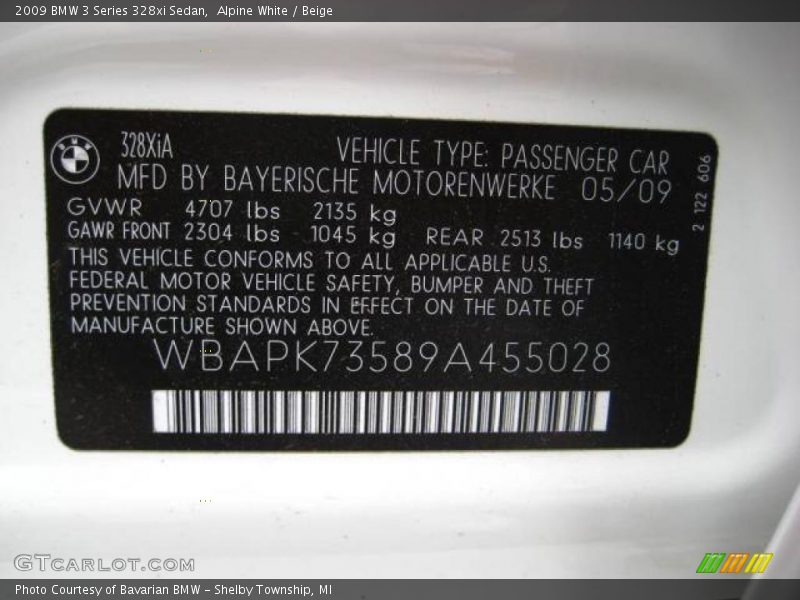 2009 BMW 3 Series 328xi Sedan,  Alpine White / Beige
BMW
328XiA
VEHICLE TYPE: PASSENGER CAR
MFD BY BAYERISCHE MOTORENWERKE 05/09
GVWR 4707 lbs 2135 kg
GAWR FRONT 2304 lbs 1045 kg REAR 2513 lbs 1140 kg
THIS VEHICLE CONFORMS TO ALL APPLICABLE U.S.
FEDERAL MOTOR VEHICLE SAFETY, BUMPER AND THEFT
PREVENTION STANDARDS IN EFFECT ON THE DATE OF
MANUFACTURE SHOWN ABOVE.
WBAPK73589A455028
2 122 606
GTCARLOT.COM
Photo Courtesy of Bavarian BMW - Shelby Township, MI